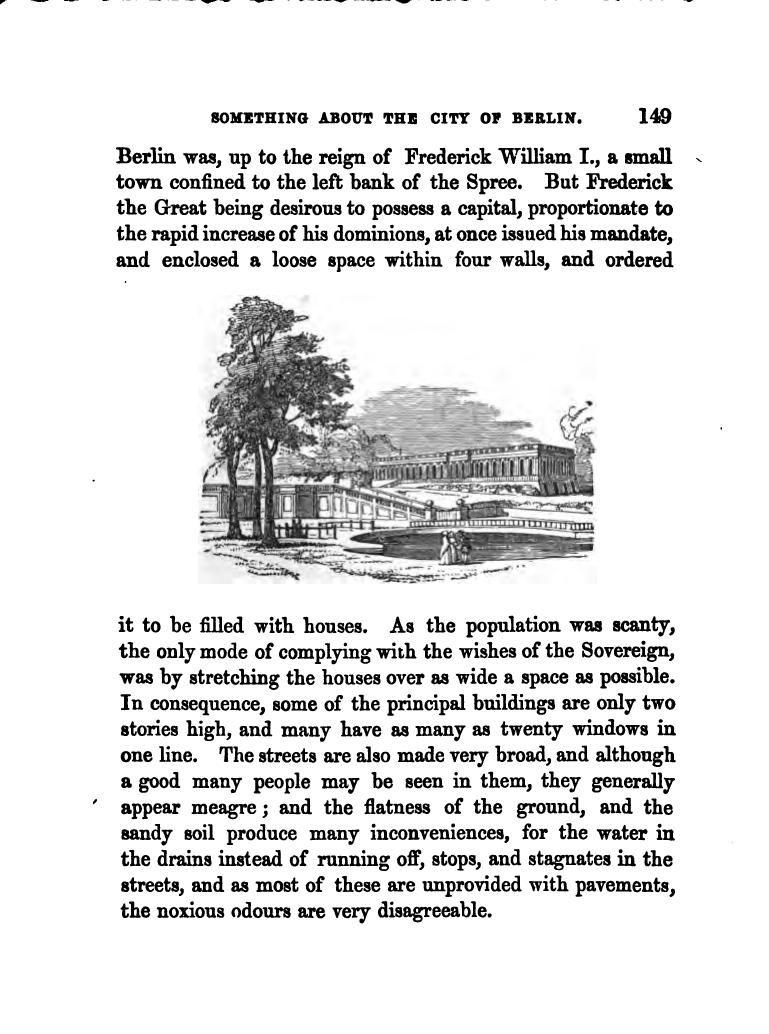 SOMETHING ABOUT THE CITY OF BERLIN. 149
Berlin was, up to the reign of Frederick William I., a small
town confined to the left bank of the Spree. But Frederick
the Great being desirous to possess a capital, proportionate to
the rapid increase of his dominions, at once issued his mandate,
and enclosed a loose space within four walls, and ordered
it to be filled with houses. As the population was scanty,
the only mode of complying with the wishes of the Sovereign,
was by stretching the houses over as wide a space as possible.
In consequence, some of the principal buildings are only two
stories high, and many have as many as twenty windows in
one line. The streets are also made very broad, and although
a good many people may be seen in them, they generally
appear meagre; and the flatness of the ground, and the
sandy soil produce many inconveniences, for the water in
the drains instead of running off, stops, and stagnates in the
streets, and as most of these are unprovided with pavements,
the noxious odours are very disagreeable.